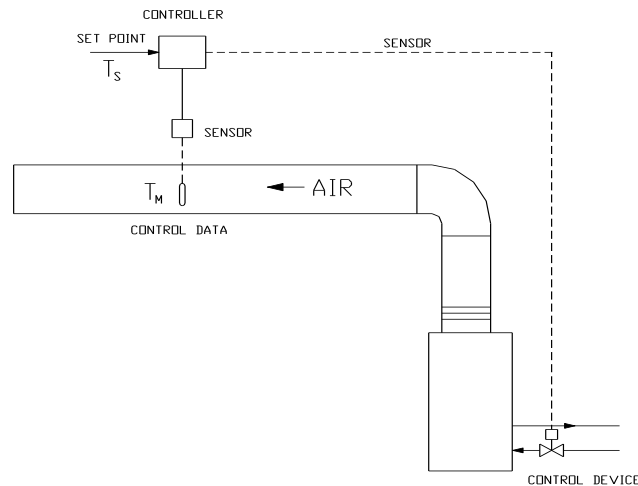 CONTROLLER
SET POINT
T_S
SENSOR
SENSOR
T_M
AIR
CONTROL DATA
CONTROL DEVICE